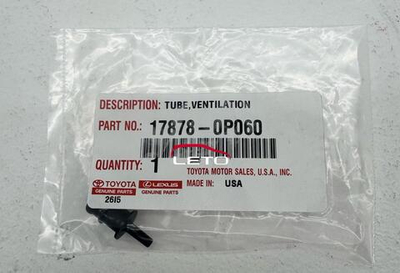 DESCRIPTION: TUBE,VENTILATION
PART NO.: 17878-0P060
LETO
QUANTITY: 1
TOYOTA MOTOR SALES, U.S.A., INC.
TOYOTA LEXUS
GENUINE PARTS GENUINE PARTS
MADE IN: USA
2615